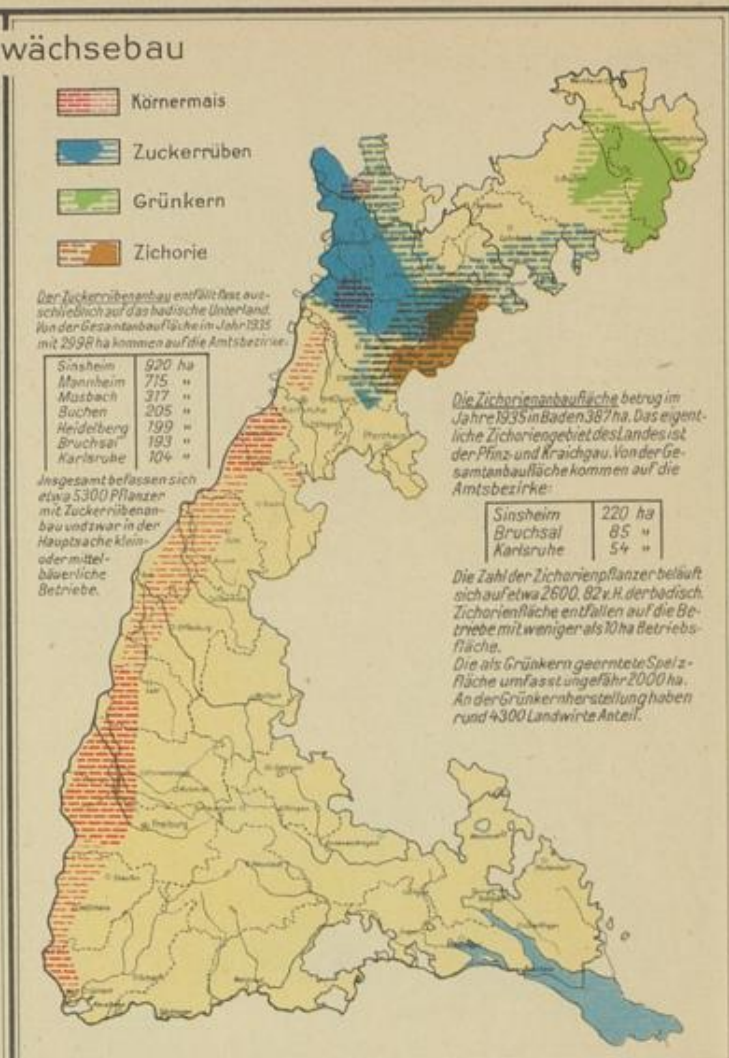 wächsebau
Körnermais
Zuckerrüben
Grünkern
Zichorie
Der Zuckerrübenanbau entfällt fast aus-
schließlich auf das badische Unterland.
Von der Gesamtanbaufläche im Jahr 1935
mit 2998 ha kommen auf die Amtsbezirke:
Sinsheim 920 ha
Mannheim 715 "
Mosbach 317 "
Buchen 205 "
Heidelberg 199 "
Bruchsal 193 "
Karlsruhe 104 "
Insgesamt befassen sich
etwa 5300 Pflanzer
mit Zuckerrübenan-
bau und zwar in der
Hauptsache klein-
oder mittel-
bäuerliche
Betriebe.
Die Zichorienanbaufläche betrug im
Jahre 1935 in Baden 387 ha. Das eigent-
liche Zichoriengebiet des Landes ist
der Pfinz- und Kraichgau. Von der Ge-
samtanbaufläche kommen auf die
Amtsbezirke:
Sinsheim 220 ha
Bruchsal 85 "
Karlsruhe 54 "
Die Zahl der Zichorienpflanzer beläuft
sich auf etwa 2600. 82 v.H. der badisch.
Zichorienfläche entfallen auf die Be-
triebe mit weniger als 10 ha Betriebs-
fläche.
Die als Grünkern geerntete Spelz-
fläche umfasst ungefähr 2000 ha.
An der Grünkernherstellung haben
rund 4300 Landwirte Anteil.
Karlsruhe
Pforzheim
Offenburg
Freiburg